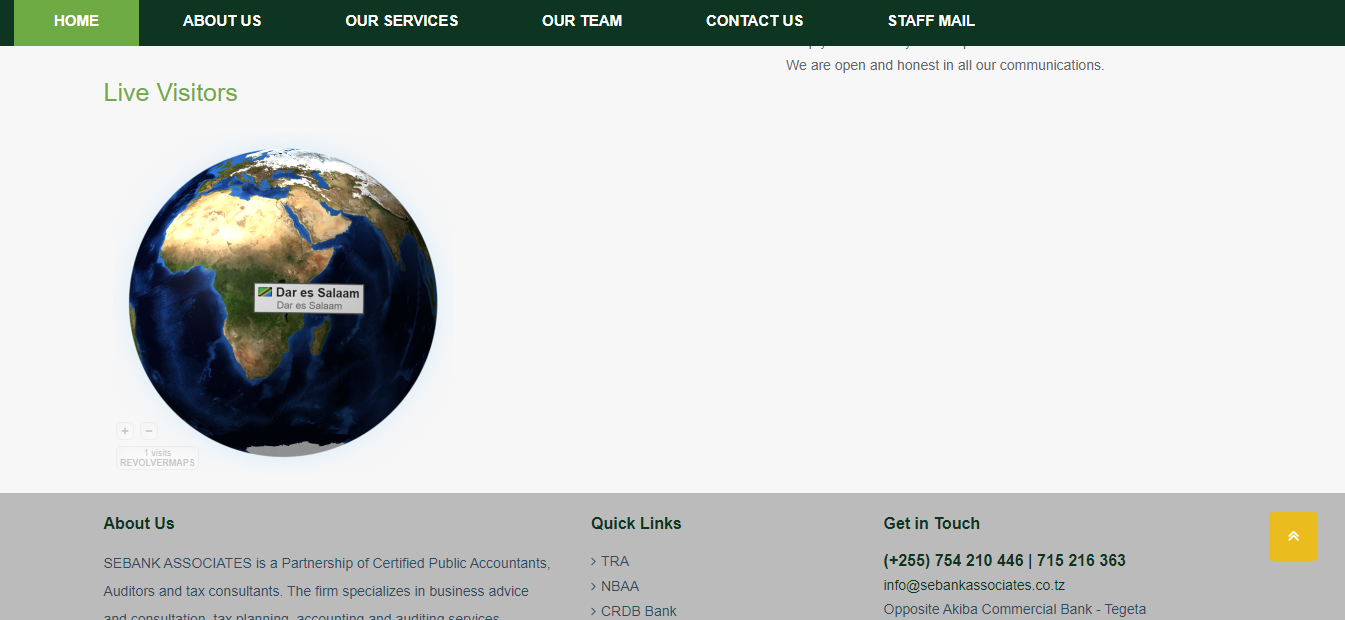 HOME ABOUT US OUR SERVICES OUR TEAM CONTACT US STAFF MAIL
We are open and honest in all our communications.
Live Visitors
Dar es Salaam
Dar es Salaam
+ −
1 visits
REVOLVERMAPS
About Us
SEBANK ASSOCIATES is a Partnership of Certified Public Accountants,
Auditors and tax consultants. The firm specializes in business advice
and consultation, tax planning, accounting and auditing services
Quick Links
TRA
NBAA
CRDB Bank
Get in Touch
(+255) 754 210 446 | 715 216 363
info@sebankassociates.co.tz
Opposite Akiba Commercial Bank - Tegeta